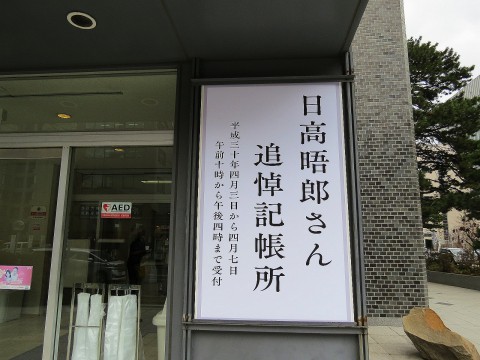 日高晤郎さん
追悼記帳所
平成三十年四月三日から四月七日
午前十時から午後四時まで受付
AED